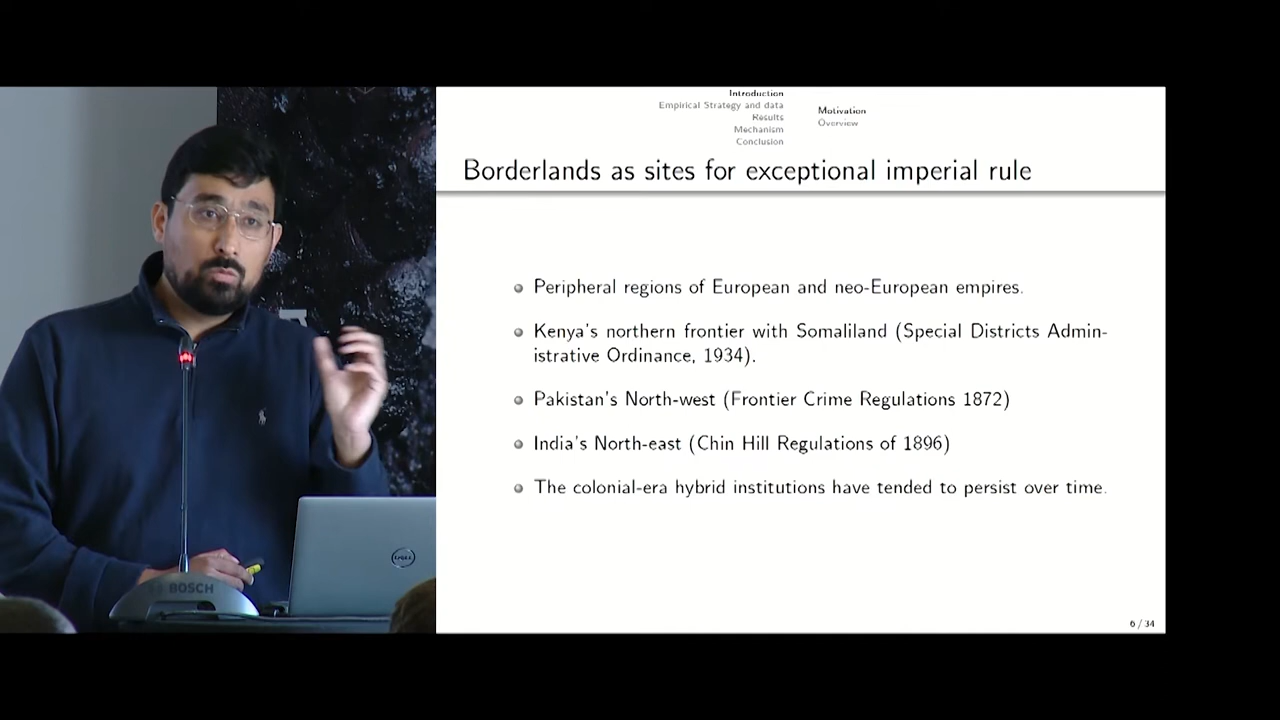 Introduction
Empirical Strategy and data
Results
Mechanism
Conclusion
Motivation
Overview
Borderlands as sites for exceptional imperial rule
Peripheral regions of European and neo-European empires.
Kenya's northern frontier with Somaliland (Special Districts Admin-
istrative Ordinance, 1934).
Pakistan's North-west (Frontier Crime Regulations 1872)
India's North-east (Chin Hill Regulations of 1896)
The colonial-era hybrid institutions have tended to persist over time.
6 / 34
DELL
BOSCH